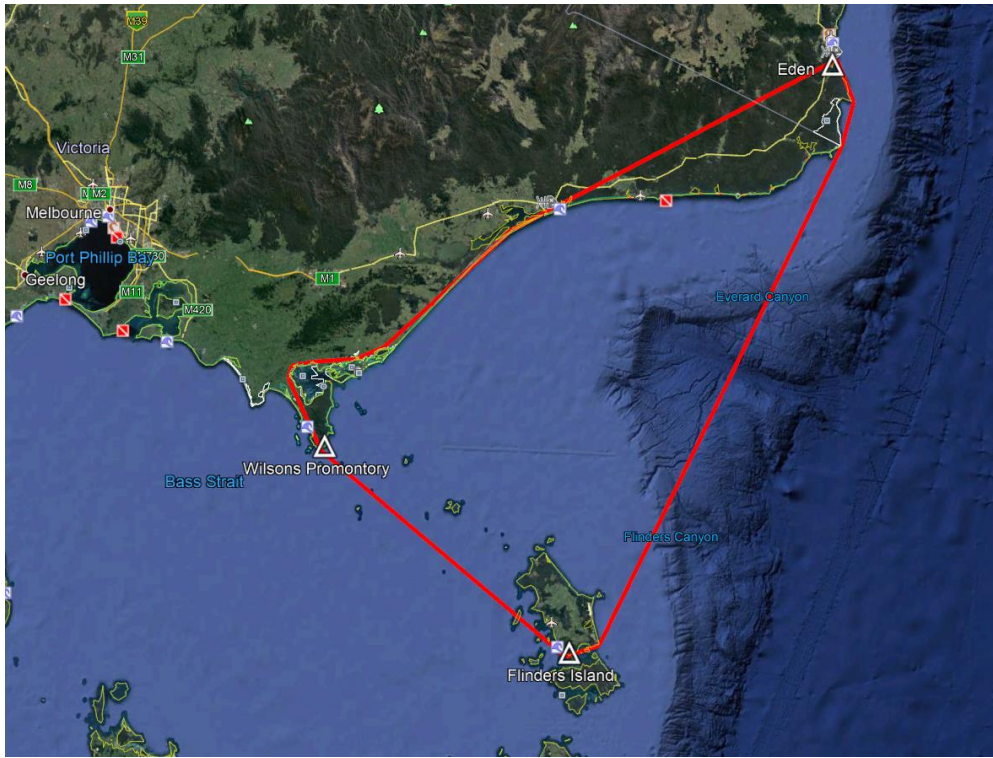 M39
M31
Eden
Victoria
M8
M2
Melbourne
Port Phillip Bay
Geelong
M1
M11
M420
Everard Canyon
Wilsons Promontory
Bass Strait
Flinders Canyon
Flinders Island